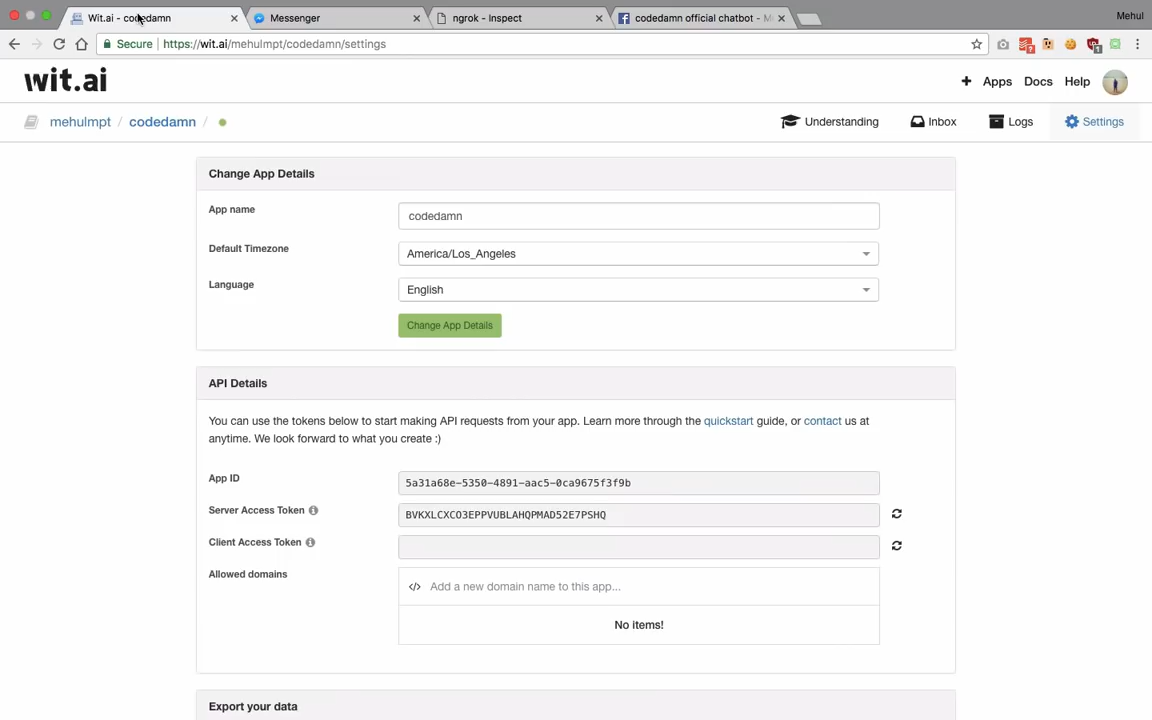 Wit.ai - codedamn
Messenger
ngrok - Inspect
codedamn official chatbot - M
Mehul
Secure https://wit.ai/mehulmpt/codedamn/settings
wit.ai
+ Apps Docs Help
mehulmpt / codedamn /
Understanding Inbox Logs Settings
Change App Details
App name
codedamn
Default Timezone
America/Los_Angeles
Language
English
Change App Details
API Details
You can use the tokens below to start making API requests from your app. Learn more through the quickstart guide, or contact us at
anytime. We look forward to what you create :)
App ID
5a31a68e-5350-4891-aac5-0ca9675f3f9b
Server Access Token
BVKXLCXCO3EPPVUBLAHQPMAD52E7PSHQ
Client Access Token
Allowed domains
</> Add a new domain name to this app...
No items!
Export your data